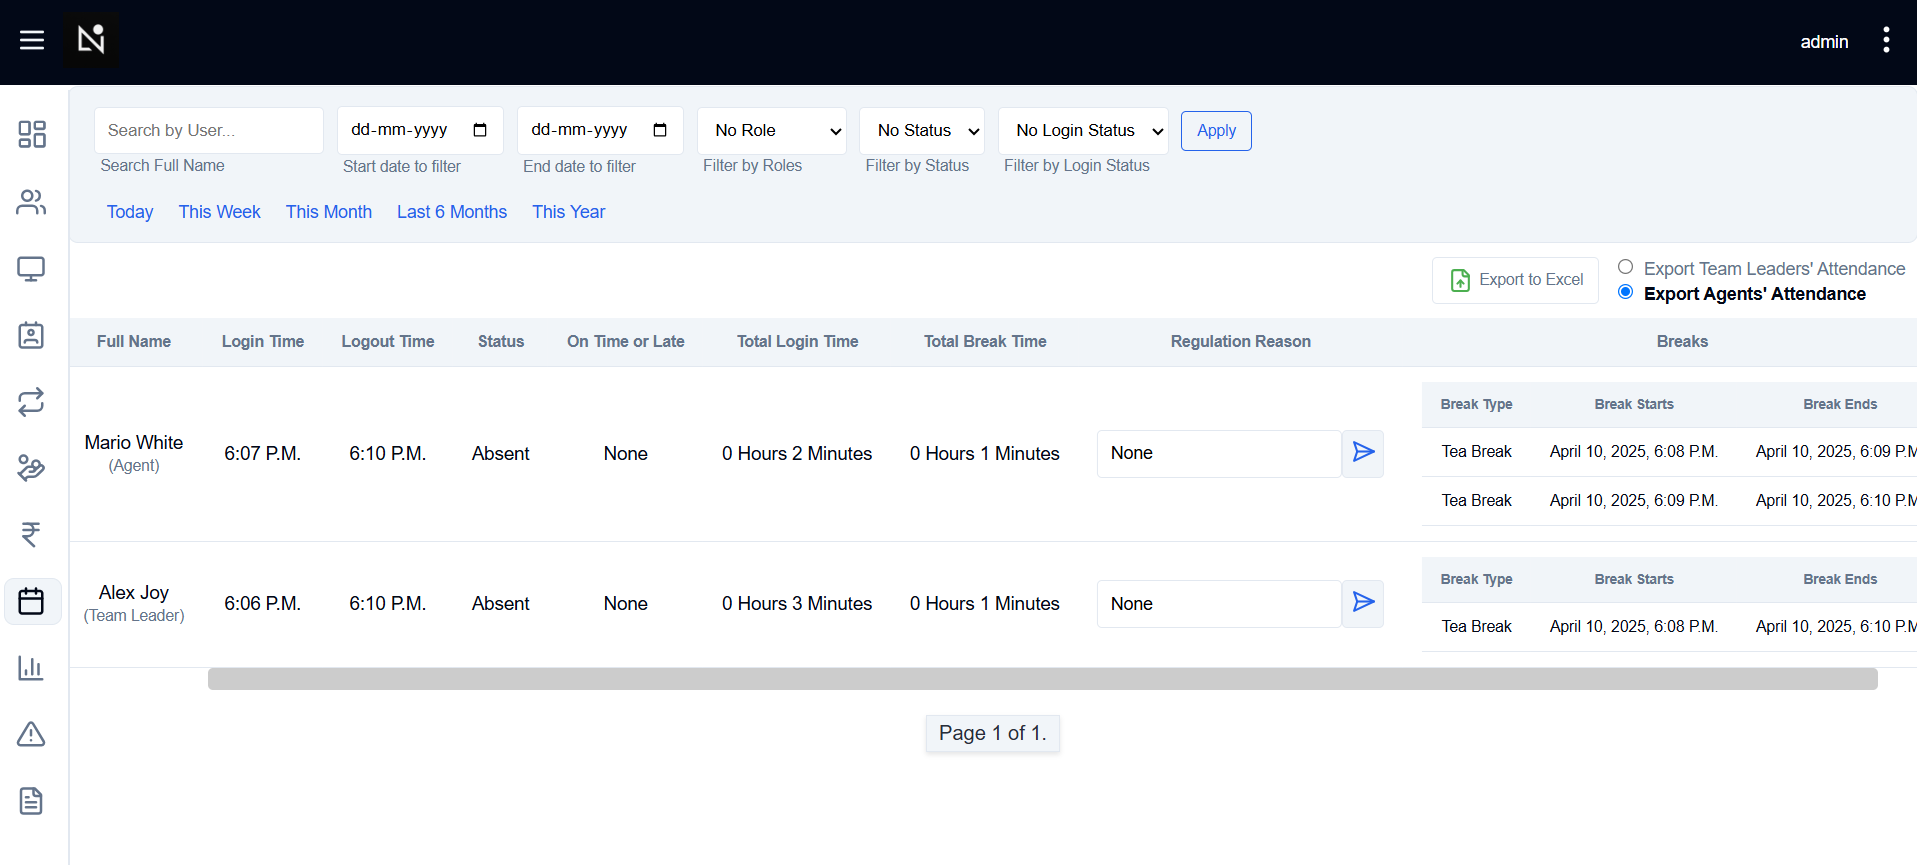 admin
Search by User...
dd-mm-yyyy
dd-mm-yyyy
No Role
No Status
No Login Status
Apply
Search Full Name
Start date to filter
End date to filter
Filter by Roles
Filter by Status
Filter by Login Status
Today This Week This Month Last 6 Months This Year
Export to Excel
Export Team Leaders' Attendance
Export Agents' Attendance
Full Name Login Time Logout Time Status On Time or Late Total Login Time Total Break Time Regulation Reason Breaks
Break Type Break Starts Break Ends
Mario White
(Agent)
6:07 P.M. 6:10 P.M. Absent None 0 Hours 2 Minutes 0 Hours 1 Minutes None
Tea Break April 10, 2025, 6:08 P.M. April 10, 2025, 6:09 P.M
Tea Break April 10, 2025, 6:09 P.M. April 10, 2025, 6:10 P.M
Break Type Break Starts Break Ends
Alex Joy
(Team Leader)
6:06 P.M. 6:10 P.M. Absent None 0 Hours 3 Minutes 0 Hours 1 Minutes None
Tea Break April 10, 2025, 6:08 P.M. April 10, 2025, 6:10 P.M
Page 1 of 1.